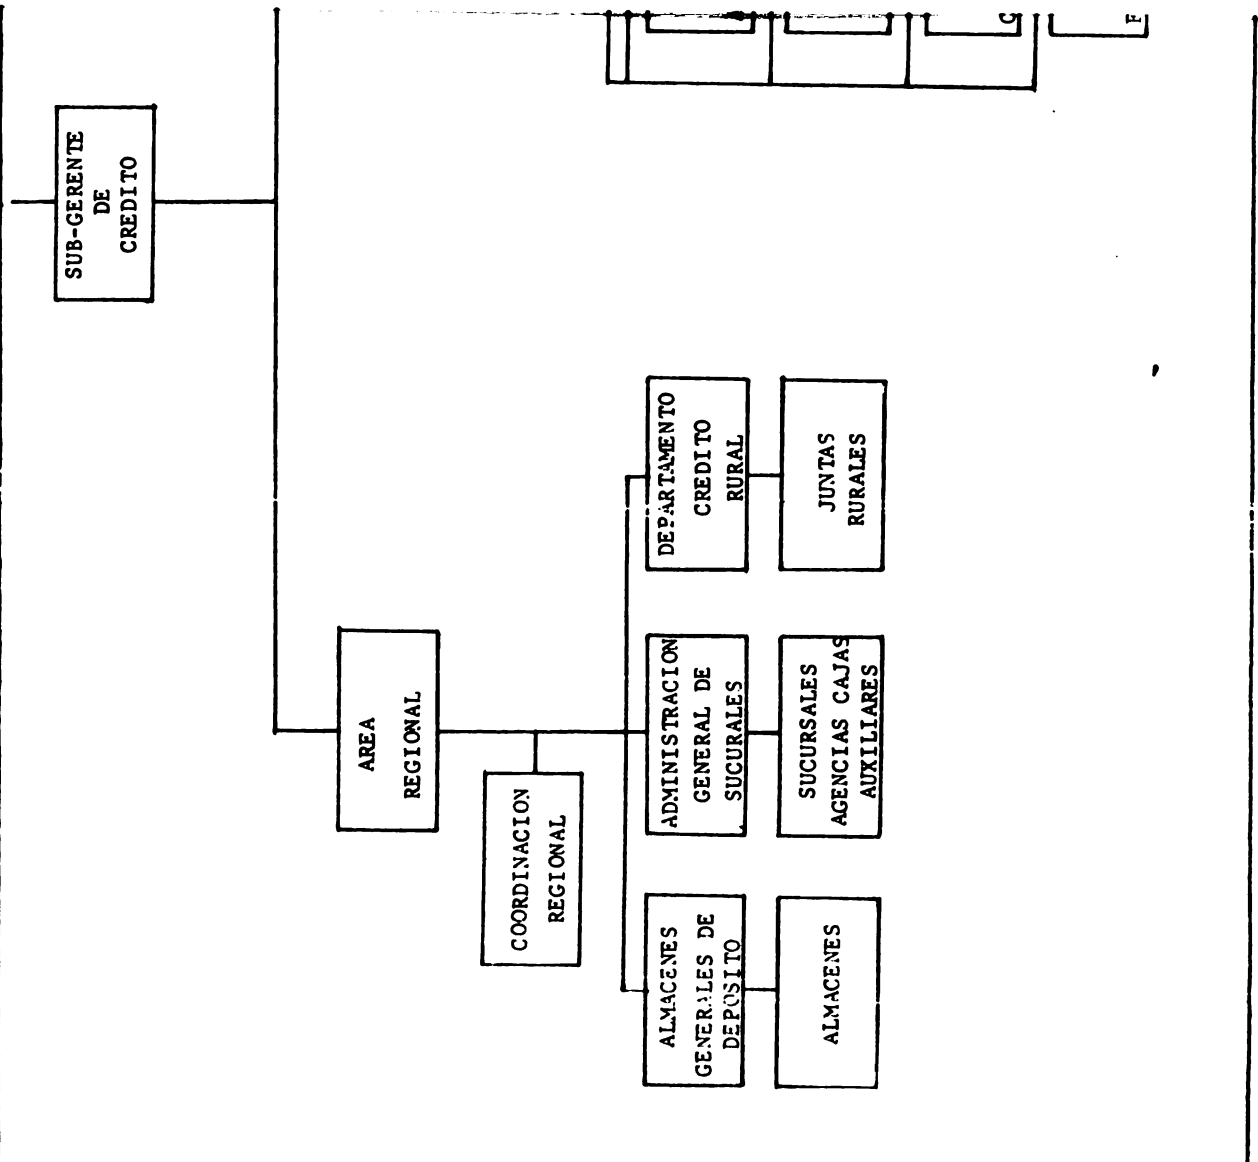 SUB-GERENTE
DE
CREDITO
AREA
REGIONAL
COORDINACION
REGIONAL
ALMACENES
GENERALES DE
DEPOSITO
ADMINISTRACION
GENERAL DE
SUCURALES
DEPARTAMENTO
CREDITO
RURAL
ALMACENES
SUCURSALES
AGENCIAS CAJAS
AUXILIARES
JUNTAS
RURALES
C
F